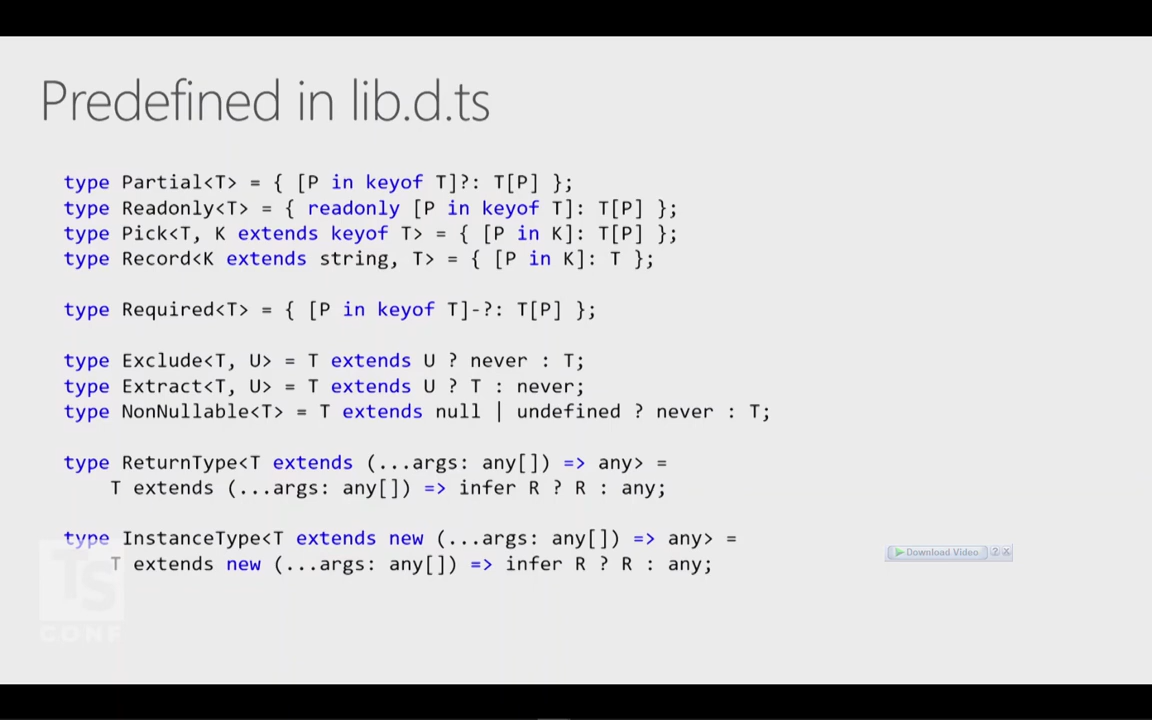 Predefined in lib.d.ts
type Partial<T> = { [P in keyof T]?: T[P] };
type Readonly<T> = { readonly [P in keyof T]: T[P] };
type Pick<T, K extends keyof T> = { [P in K]: T[P] };
type Record<K extends string, T> = { [P in K]: T };
type Required<T> = { [P in keyof T]-?: T[P] };
type Exclude<T, U> = T extends U ? never : T;
type Extract<T, U> = T extends U ? T : never;
type NonNullable<T> = T extends null | undefined ? never : T;
type ReturnType<T extends (...args: any[]) => any> =
T extends (...args: any[]) => infer R ? R : any;
type InstanceType<T extends new (...args: any[]) => any> =
T extends new (...args: any[]) => infer R ? R : any;
Download Video ? X
TS
CONF